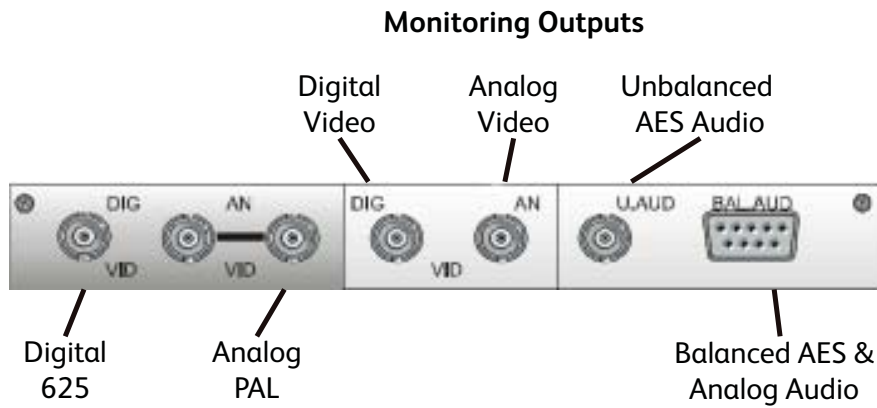 Monitoring Outputs
Digital
Video
Analog
Video
Unbalanced
AES Audio
DIG
AN
VID
VID
DIG
AN
VID
U.AUD
BAL.AUD
Digital
625
Analog
PAL
Balanced AES &
Analog Audio